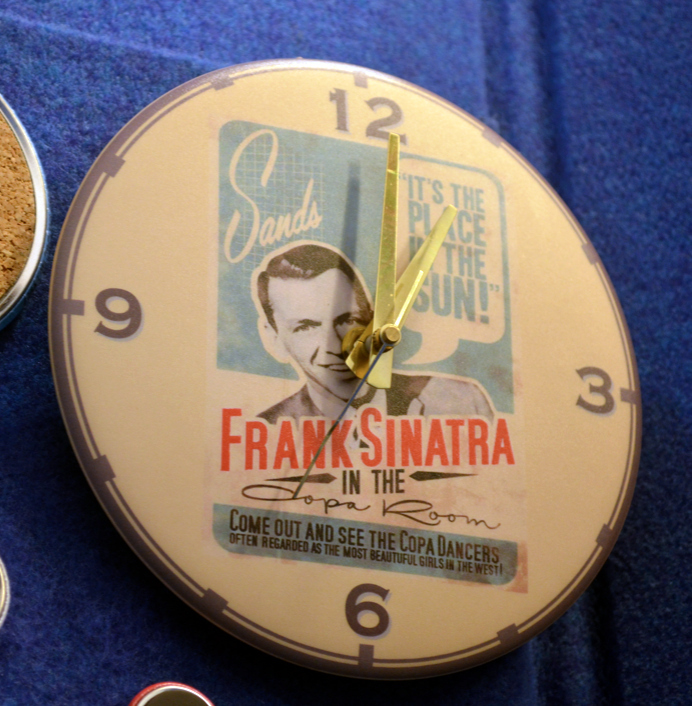 12
Sands
"IT'S THE
PLACE
IN THE
SUN!"
9
3
FRANK SINATRA
IN THE
Copa Room
COME OUT AND SEE THE COPA DANCERS
OFTEN REGARDED AS THE MOST BEAUTIFUL GIRLS IN THE WEST!
6